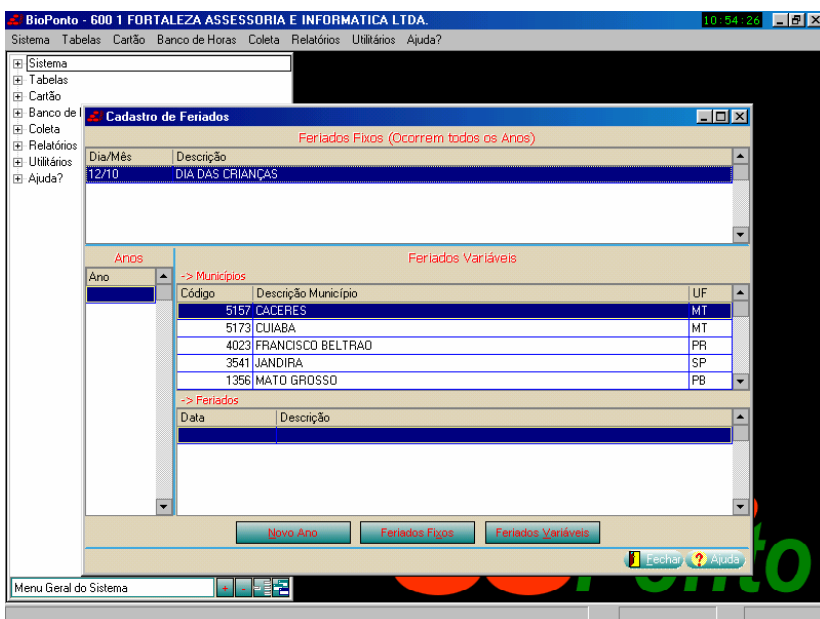 BioPonto - 600 1 FORTALEZA ASSESSORIA E INFORMATICA LTDA.
10:54:26
Sistema Tabelas Cartão Banco de Horas Coleta Relatórios Utilitários Ajuda?
Sistema
Tabelas
Cartão
Banco de
Coleta
Relatórios
Utilitários
Ajuda?
Cadastro de Feriados
Feriados Fixos (Ocorrem todos os Anos)
Dia/Mês Descrição
12/10 DIA DAS CRIANÇAS
Anos
Feriados Variáveis
Ano
-> Municípios
Código Descrição Município UF
5157 CACERES MT
5173 CUIABA MT
4023 FRANCISCO BELTRAO PR
3541 JANDIRA SP
1356 MATO GROSSO PB
-> Feriados
Data Descrição
Novo Ano Feriados Fixos Feriados Variáveis
Fechar Ajuda
Menu Geral do Sistema
+ -